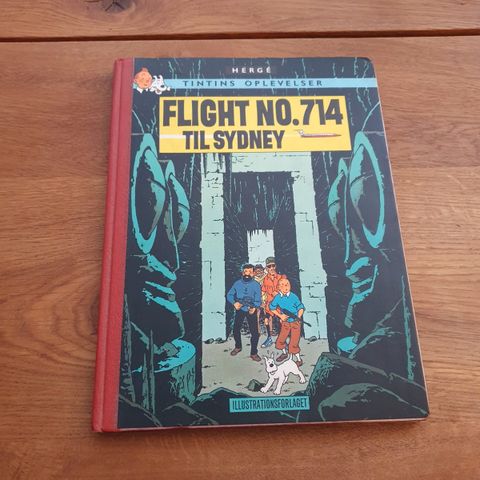 HERGÉ
TINTINS OPLEVELSER
FLIGHT NO.714
TIL SYDNEY
ILLUSTRATIONSFORLAGET